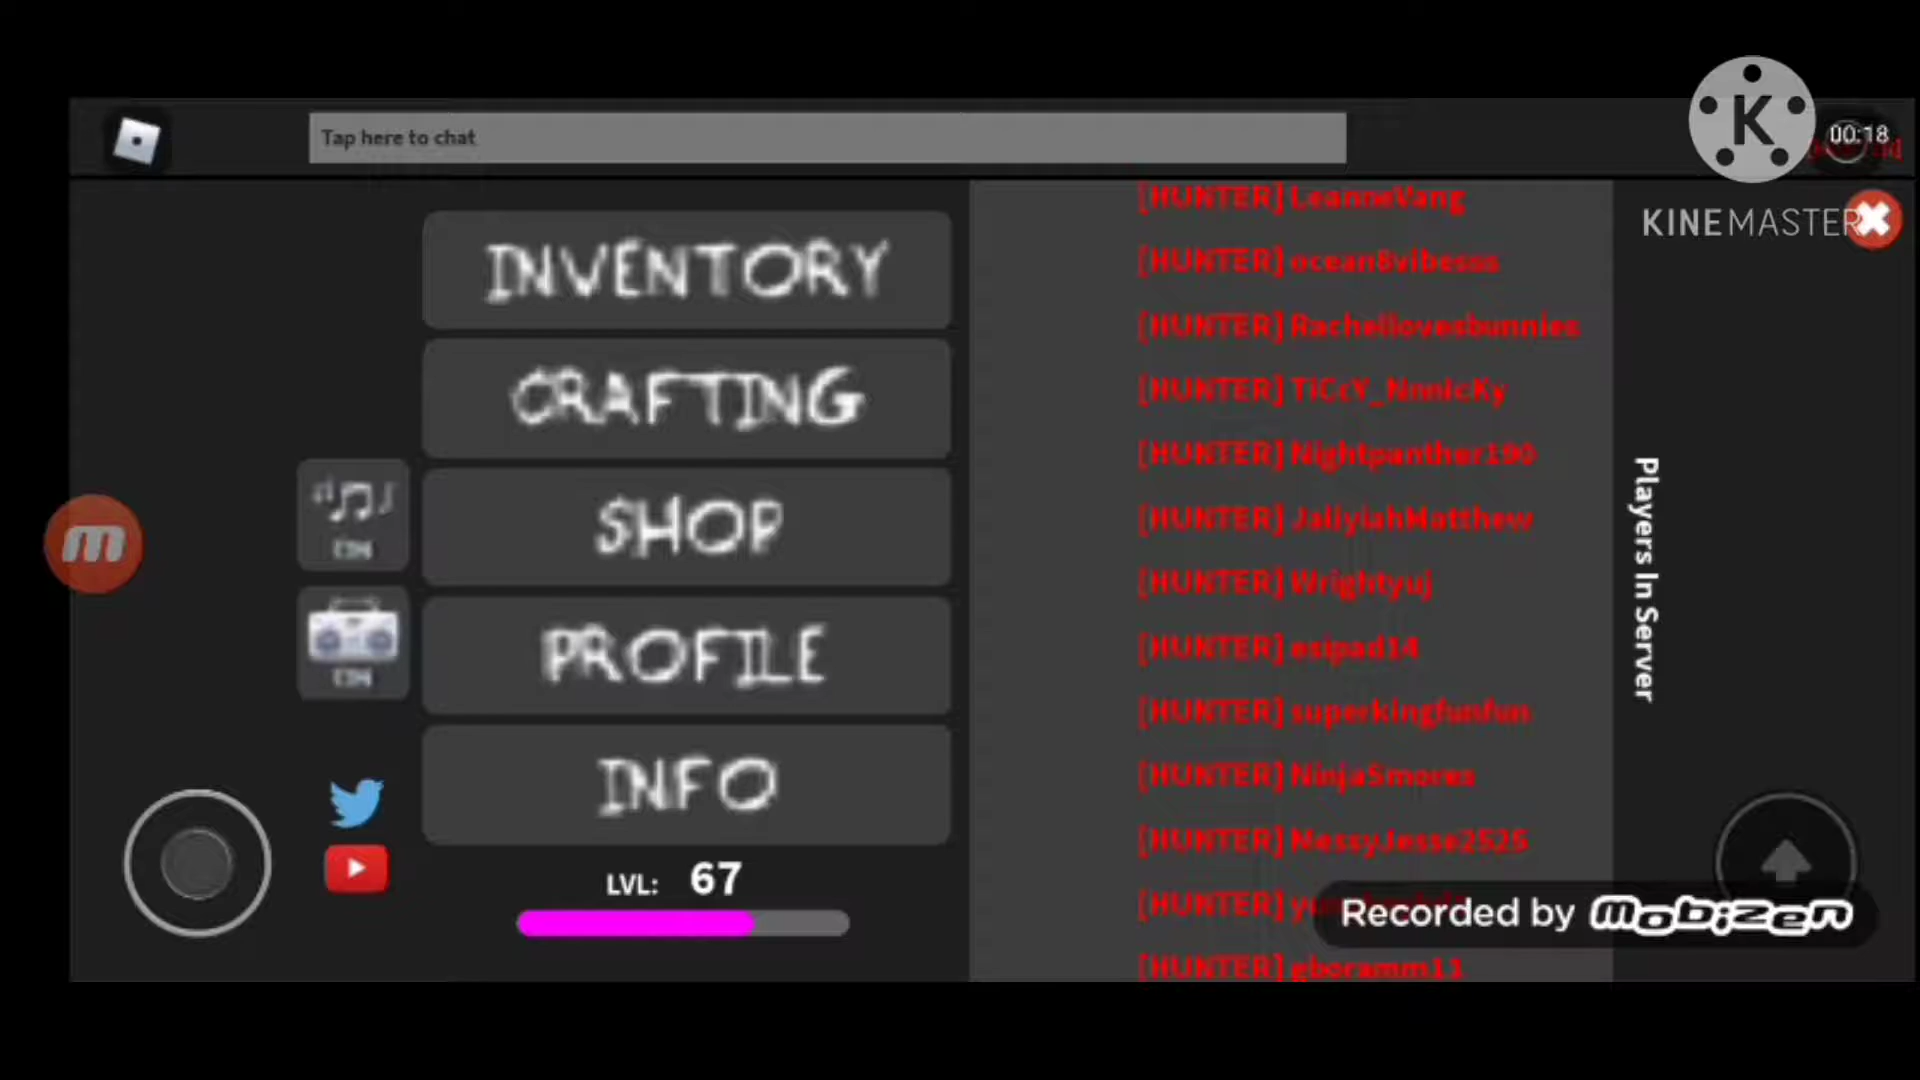 Tap here to chat
00:18
KINEMASTER
INVENTORY
CRAFTING
SHOP
PROFILE
INFO
LVL: 67
[HUNTER] LeanneVang
[HUNTER] ocean8vibesss
[HUNTER] Rachellovesbunnies
[HUNTER] TiCcY_NnnicKy
[HUNTER] Nightpanther190
[HUNTER] JaliyiahMatthew
[HUNTER] Wrightyuj
[HUNTER] esipad14
[HUNTER] superkingfunfun
[HUNTER] NinjaSmores
[HUNTER] MessyJesse2525
[HUNTER]
[HUNTER] gboramm11
Players In Server
Recorded by Mobizen